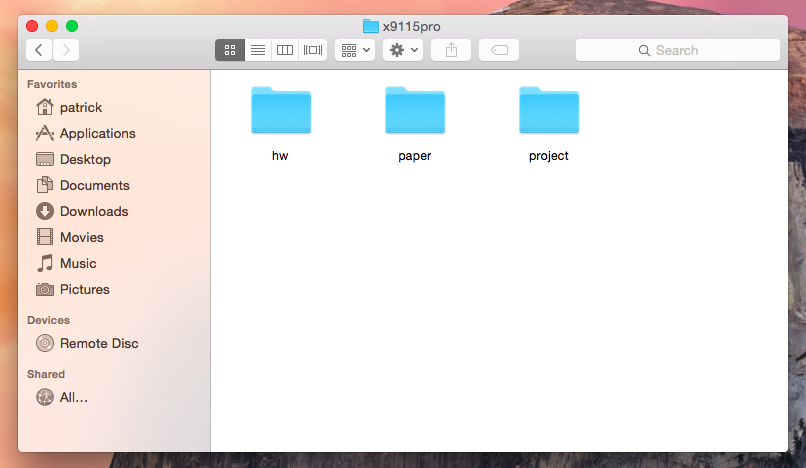 x9115pro
Search
Favorites
patrick
Applications
Desktop
Documents
Downloads
Movies
Music
Pictures
Devices
Remote Disc
Shared
All...
hw
paper
project